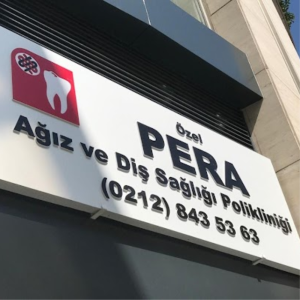 Özel
PERA
Ağız ve Diş Sağlığı Polikliniği
(0212) 843 53 63